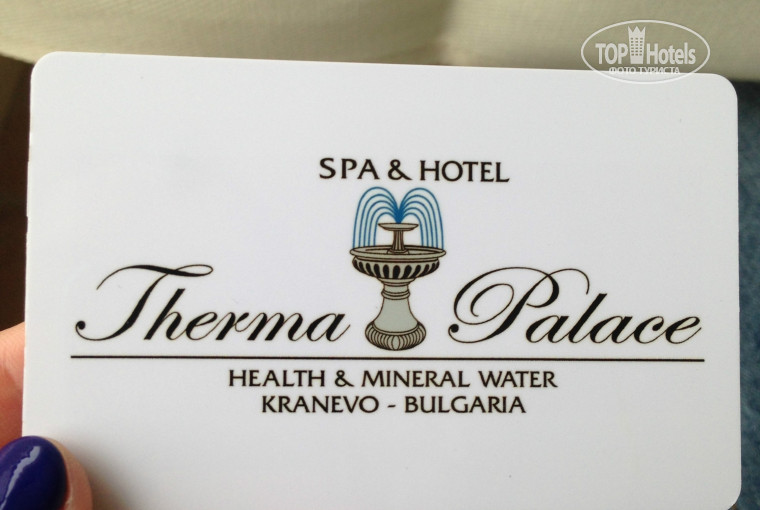 TOP Hotels
ФОТО ТУРИСТА
SPA & HOTEL
Therma Palace
HEALTH & MINERAL WATER
KRANEVO - BULGARIA